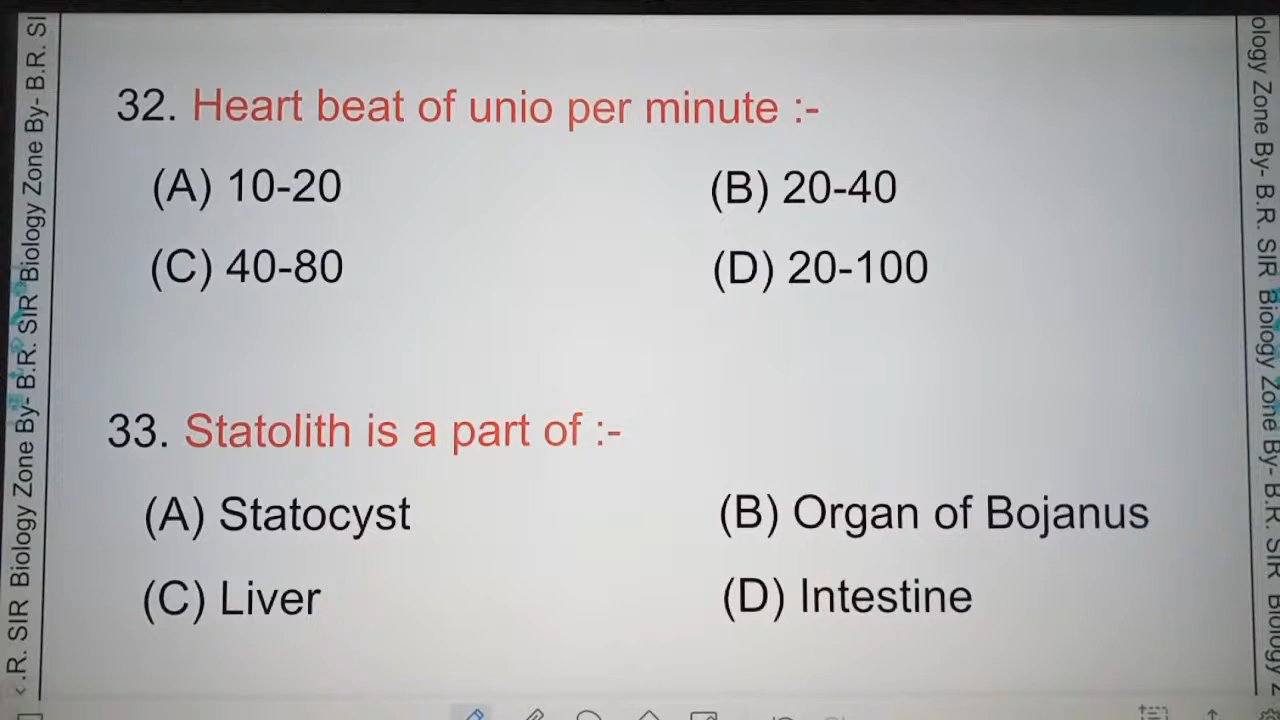 32. Heart beat of unio per minute :-
(A) 10-20
(B) 20-40
(C) 40-80
(D) 20-100
33. Statolith is a part of :-
(A) Statocyst
(B) Organ of Bojanus
(C) Liver
(D) Intestine
.R. SIR Biology Zone By- B.R. SIR Biology Zone By- B.R. SI
ology Zone By- B.R. SIR Biology Zone By- B.R. SIR Biology Z